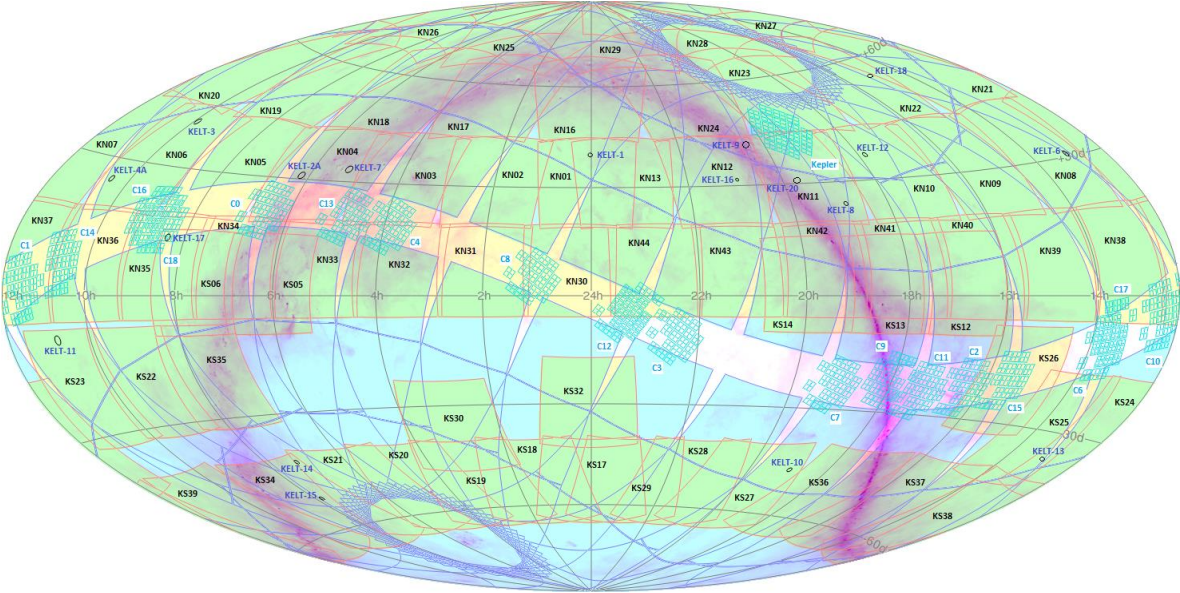 KN26
KN27
KN25
KN28
KN29
+60d
KN23
KELT-18
KN20
KN21
KN19
KN22
KELT-3
KN18
KN17
KN16
KN24
KN07
KN06
KN05
KN04
KELT-9
Kepler
KELT-12
KELT-6
+30d
KELT-1
KELT-2A
KELT-7
KN03
KN02
KN01
KN13
KN12
KELT-16
KELT-20
KN11
KN10
KN09
KN08
KELT-4A
C16
C0
C13
KELT-8
KN37
C14
KN36
KELT-17
KN34
C4
KN42
KN41
KN40
C1
C18
KN35
KN33
KN32
KN31
KN44
KN43
KN39
KN38
C8
KN30
KS06
KS05
C17
12h
10h
8h
6h
4h
2h
24h
22h
20h
18h
16h
14h
KS14
KS13
KS12
KELT-11
KS35
C12
C3
C9
C11
C2
KS26
C10
KS23
KS22
KS32
C6
C7
C15
KS24
KS30
KS25
-30d
KS21
KS20
KS18
KS28
KELT-13
KELT-14
KS17
KELT-10
KS34
KS19
KS36
KS37
KS39
KELT-15
KS29
KS27
KS38
-60d